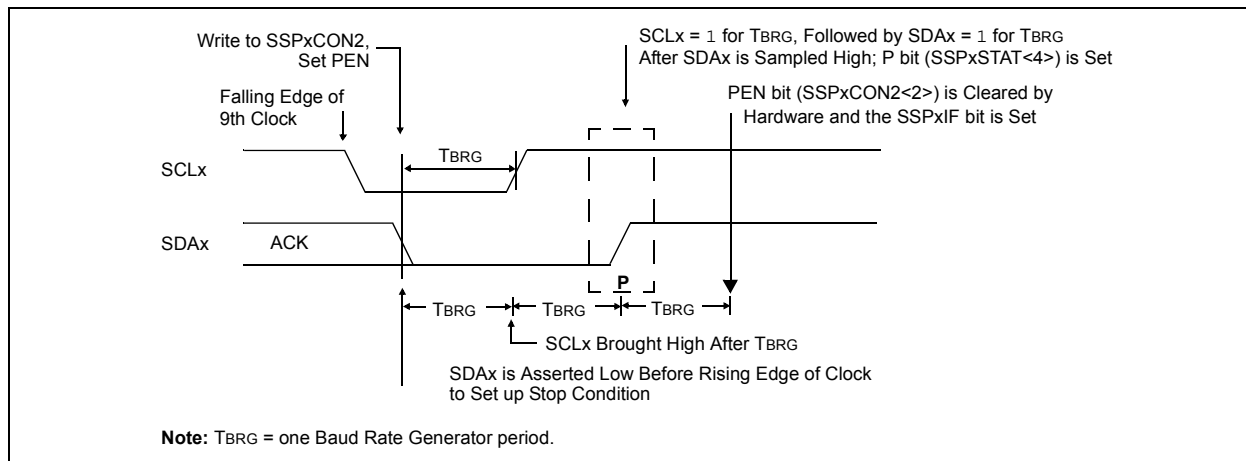 Write to SSPxCON2,
Set PEN
SCLx = 1 for TBRG, Followed by SDAx = 1 for TBRG
After SDAx is Sampled High; P bit (SSPxSTAT<4>) is Set
Falling Edge of
9th Clock
PEN bit (SSPxCON2<2>) is Cleared by
Hardware and the SSPxIF bit is Set
TBRG
SCLx
SDAx
ACK
P
TBRG
TBRG
TBRG
SCLx Brought High After TBRG
SDAx is Asserted Low Before Rising Edge of Clock
to Set up Stop Condition
Note: TBRG = one Baud Rate Generator period.